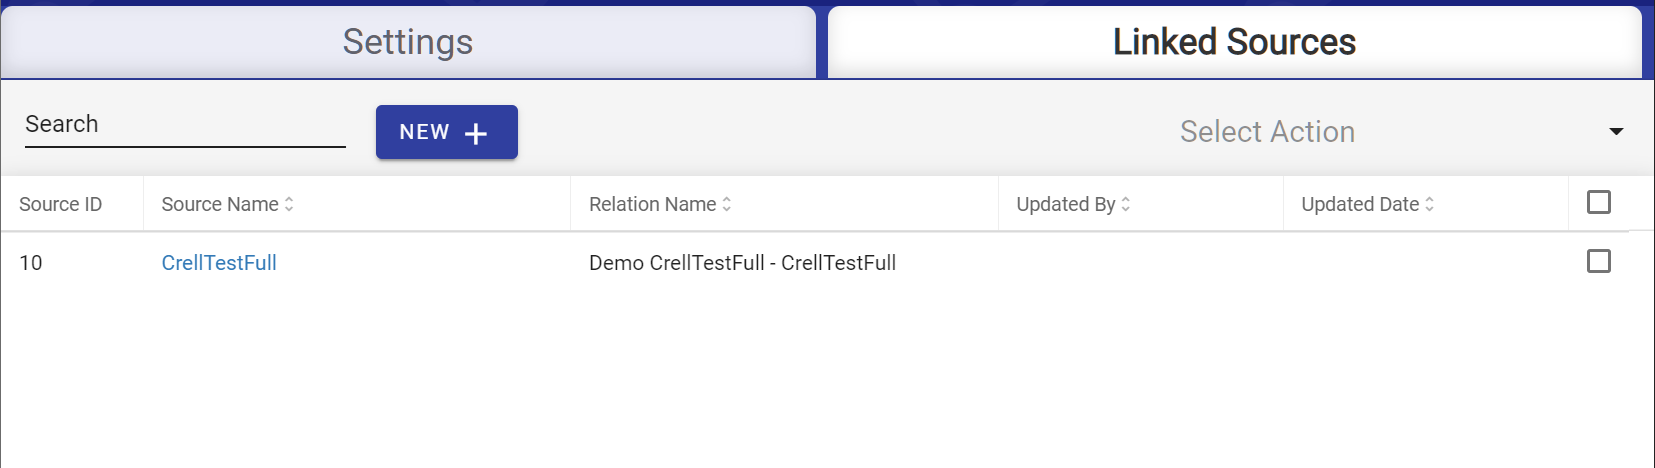 Settings Linked Sources
Search NEW + Select Action
Source ID Source Name Relation Name Updated By Updated Date
10 CrellTestFull Demo CrellTestFull - CrellTestFull